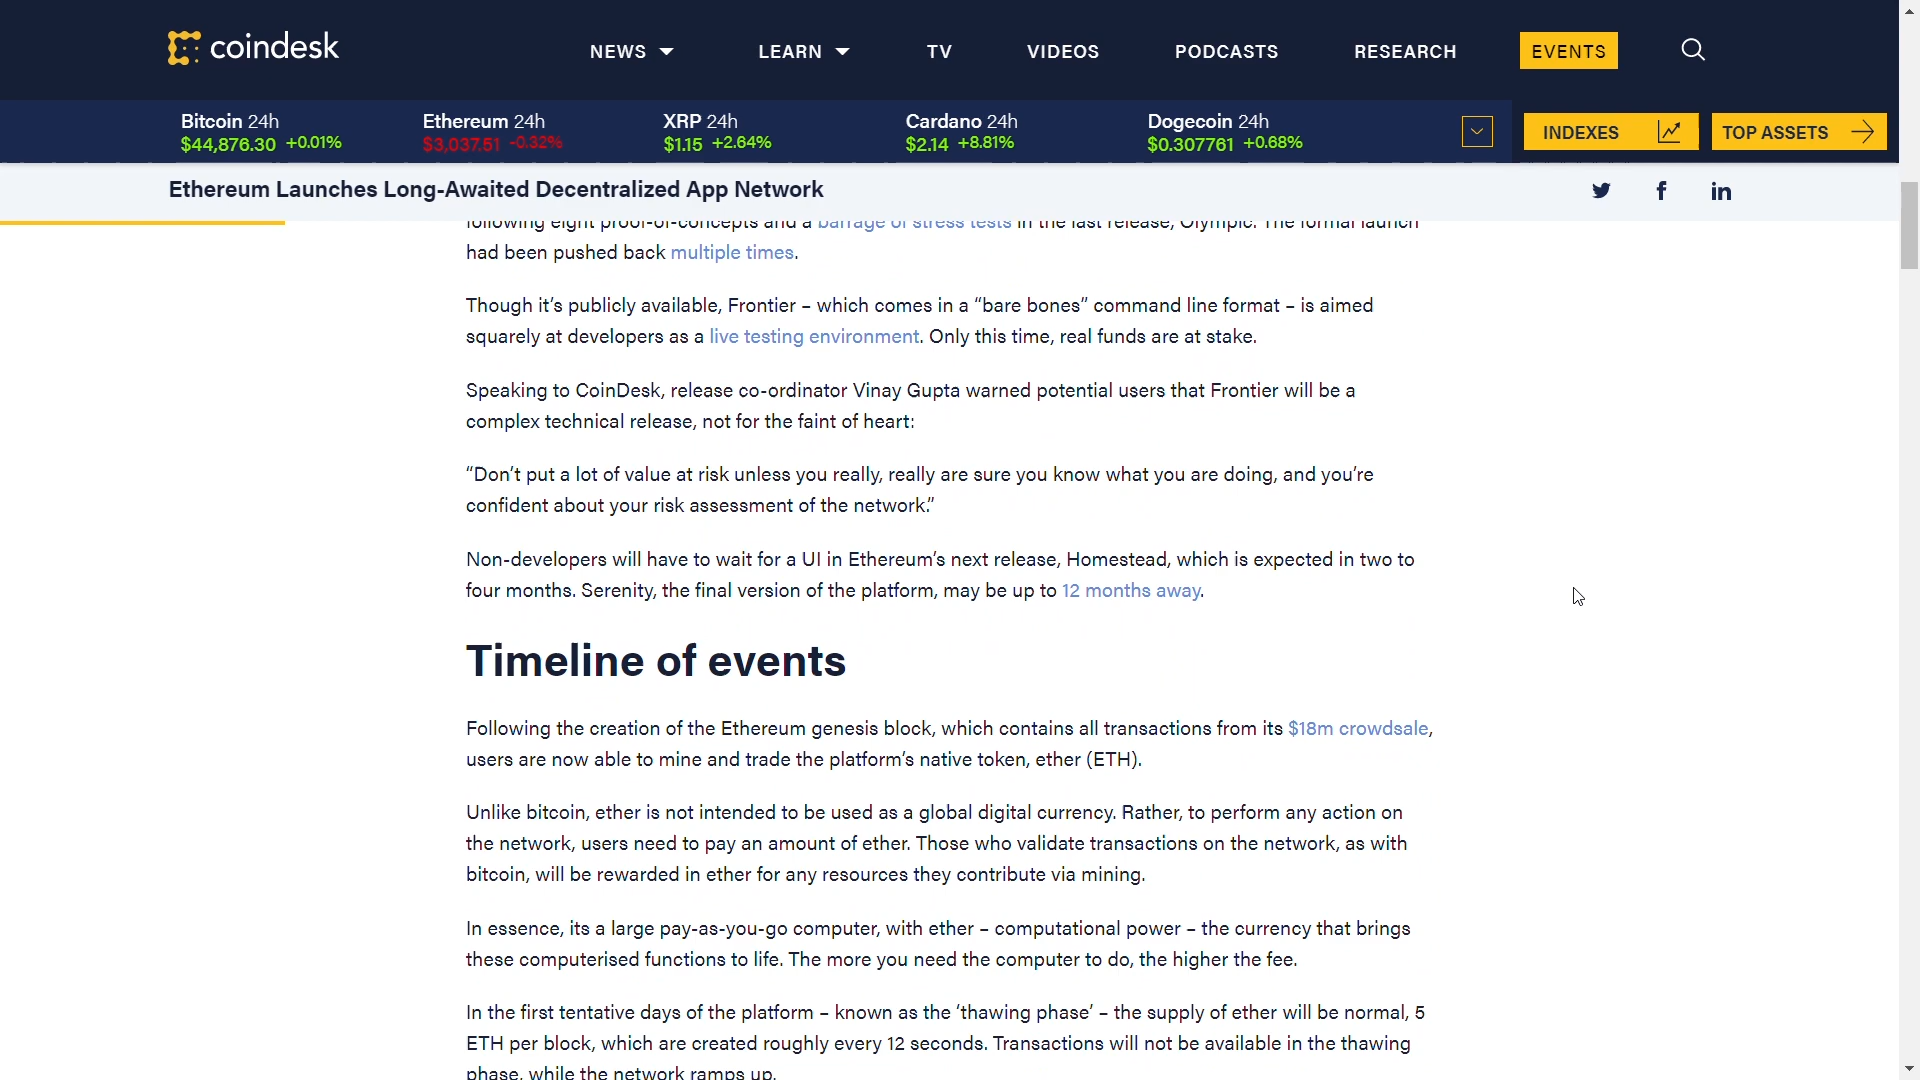 coindesk
NEWS
LEARN
TV
VIDEOS
PODCASTS
RESEARCH
EVENTS
Bitcoin 24h
$44,876.30 +0.01%
Ethereum 24h
$3,037.51 -0.32%
XRP 24h
$1.15 +2.64%
Cardano 24h
$2.14 +8.81%
Dogecoin 24h
$0.307761 +0.68%
INDEXES
TOP ASSETS
Ethereum Launches Long-Awaited Decentralized App Network
following eight proof-of-concepts and a barrage of stress tests in the last release, Olympic. The formal launch
had been pushed back multiple times.
Though it’s publicly available, Frontier – which comes in a “bare bones” command line format – is aimed
squarely at developers as a live testing environment. Only this time, real funds are at stake.
Speaking to CoinDesk, release co-ordinator Vinay Gupta warned potential users that Frontier will be a
complex technical release, not for the faint of heart:
“Don’t put a lot of value at risk unless you really, really are sure you know what you are doing, and you’re
confident about your risk assessment of the network.”
Non-developers will have to wait for a UI in Ethereum’s next release, Homestead, which is expected in two to
four months. Serenity, the final version of the platform, may be up to 12 months away.
Timeline of events
Following the creation of the Ethereum genesis block, which contains all transactions from its $18m crowdsale,
users are now able to mine and trade the platform’s native token, ether (ETH).
Unlike bitcoin, ether is not intended to be used as a global digital currency. Rather, to perform any action on
the network, users need to pay an amount of ether. Those who validate transactions on the network, as with
bitcoin, will be rewarded in ether for any resources they contribute via mining.
In essence, its a large pay-as-you-go computer, with ether – computational power – the currency that brings
these computerised functions to life. The more you need the computer to do, the higher the fee.
In the first tentative days of the platform – known as the ‘thawing phase’ – the supply of ether will be normal, 5
ETH per block, which are created roughly every 12 seconds. Transactions will not be available in the thawing
phase, while the network ramps up.